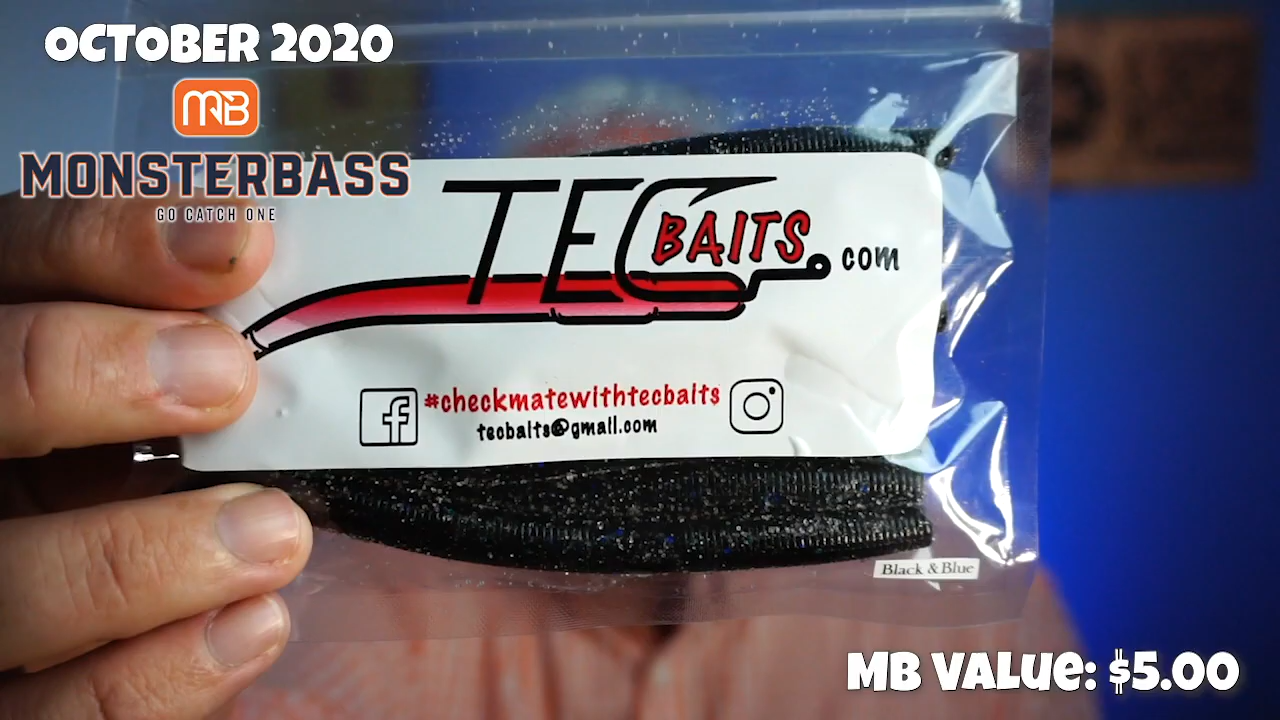 OCTOBER 2020
MB
MONSTERBASS
GO CATCH ONE
TEC BAITS .com
#checkmatewithtecbaits
tecbaits@gmail.com
Black & Blue
MB VALUE: $5.00